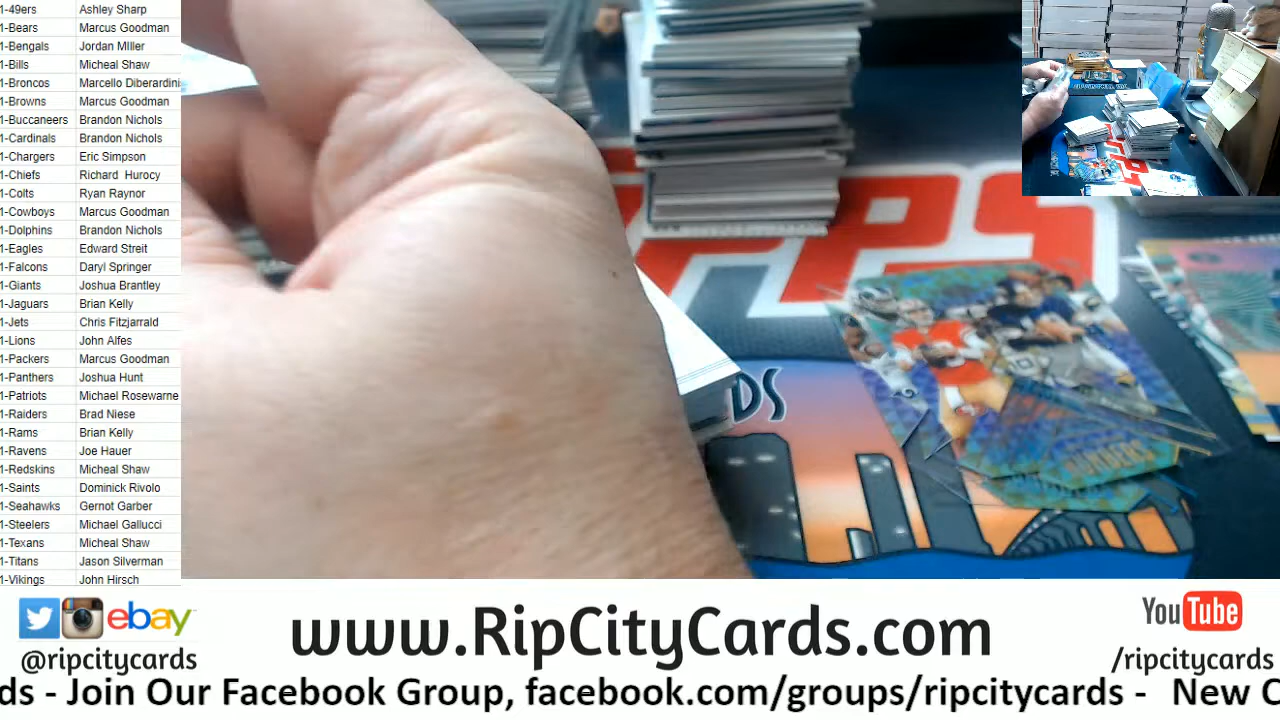 1-49ers Ashley Sharp
1-Bears Marcus Goodman
1-Bengals Jordan MIller
1-Bills Micheal Shaw
1-Broncos Marcello Diberardini
1-Browns Marcus Goodman
1-Buccaneers Brandon Nichols
1-Cardinals Brandon Nichols
1-Chargers Eric Simpson
1-Chiefs Richard Hurocy
1-Colts Ryan Raynor
1-Cowboys Marcus Goodman
1-Dolphins Brandon Nichols
1-Eagles Edward Streit
1-Falcons Daryl Springer
1-Giants Joshua Brantley
1-Jaguars Brian Kelly
1-Jets Chris Fitzjarrald
1-Lions John Alfes
1-Packers Marcus Goodman
1-Panthers Joshua Hunt
1-Patriots Michael Rosewarne
1-Raiders Brad Niese
1-Rams Brian Kelly
1-Ravens Joe Hauer
1-Redskins Micheal Shaw
1-Saints Dominick Rivolo
1-Seahawks Gernot Garber
1-Steelers Michael Gallucci
1-Texans Micheal Shaw
1-Titans Jason Silverman
1-Vikings John Hirsch
PPS
DS
ebay
@ripcitycards
www.RipCityCards.com
YouTube
/ripcitycards
ds - Join Our Facebook Group, facebook.com/groups/ripcitycards - New C